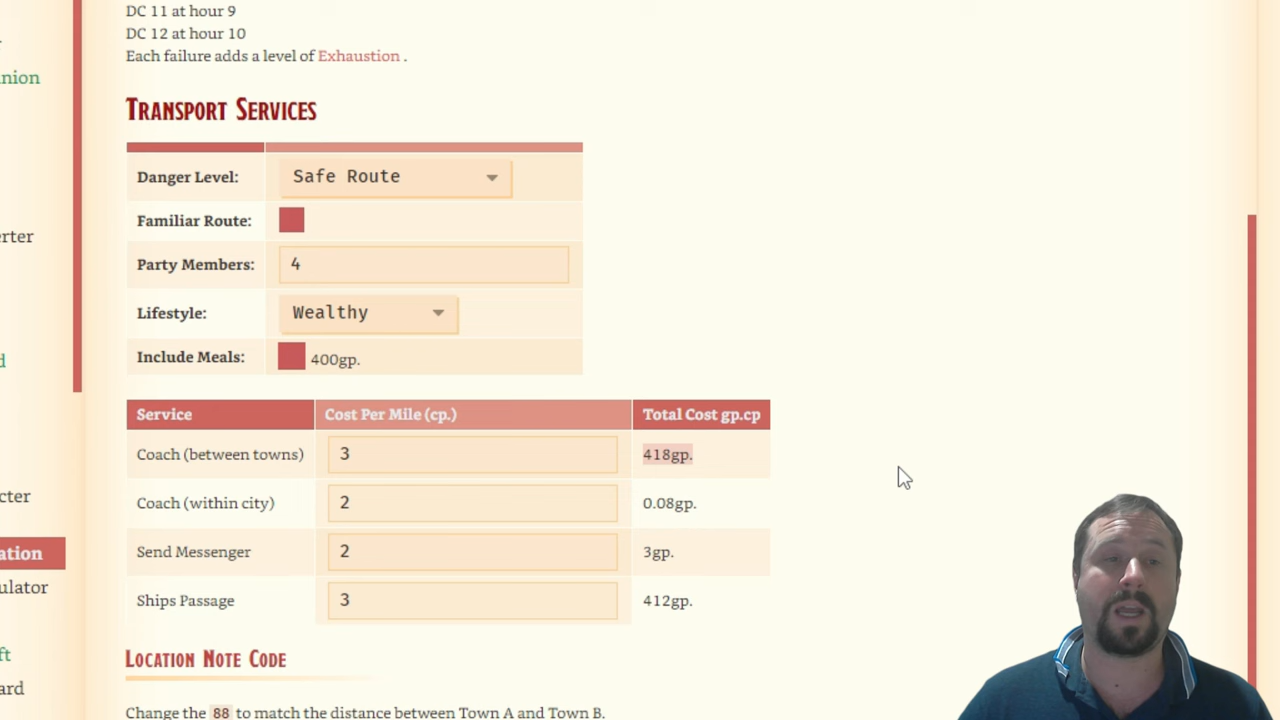 DC 11 at hour 9
DC 12 at hour 10
Each failure adds a level of Exhaustion .
nion
TRANSPORT SERVICES
Danger Level: Safe Route
Familiar Route:
erter
Party Members: 4
Lifestyle: Wealthy
Include Meals: 400gp.
d
Service Cost Per Mile (cp.) Total Cost gp.cp
Coach (between towns) 3 418gp.
cter Coach (within city) 2 0.08gp.
ation Send Messenger 2 3gp.
ulator Ships Passage 3 412gp.
ft LOCATION NOTE CODE
ard
Change the 88 to match the distance between Town A and Town B.